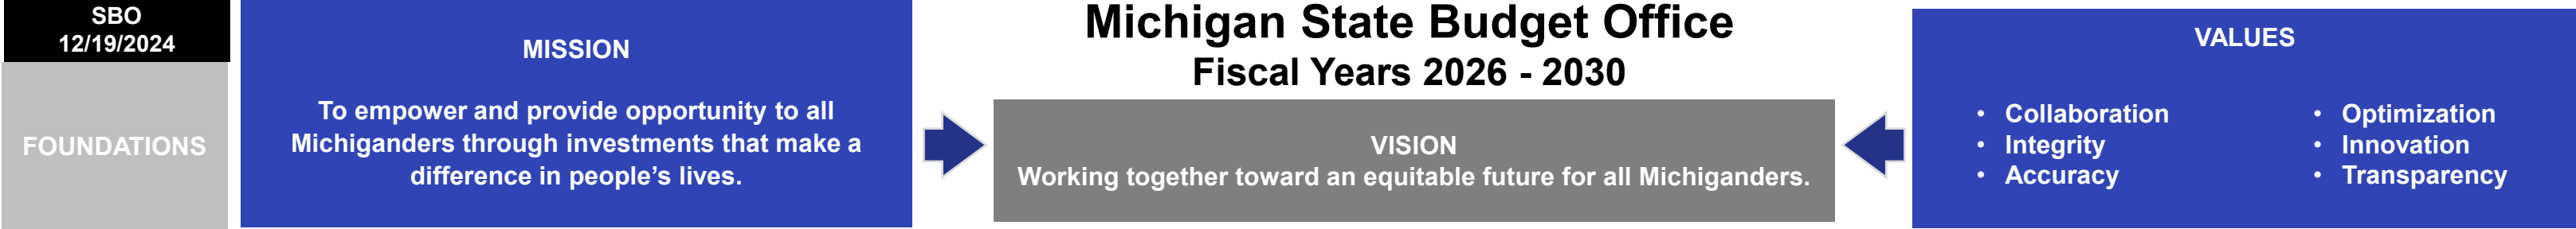 SBO
12/19/2024
FOUNDATIONS
MISSION
To empower and provide opportunity to all
Michiganders through investments that make a
difference in people’s lives.
Michigan State Budget Office
Fiscal Years 2026 - 2030
VISION
Working together toward an equitable future for all Michiganders.
VALUES
• Collaboration
• Integrity
• Accuracy
• Optimization
• Innovation
• Transparency